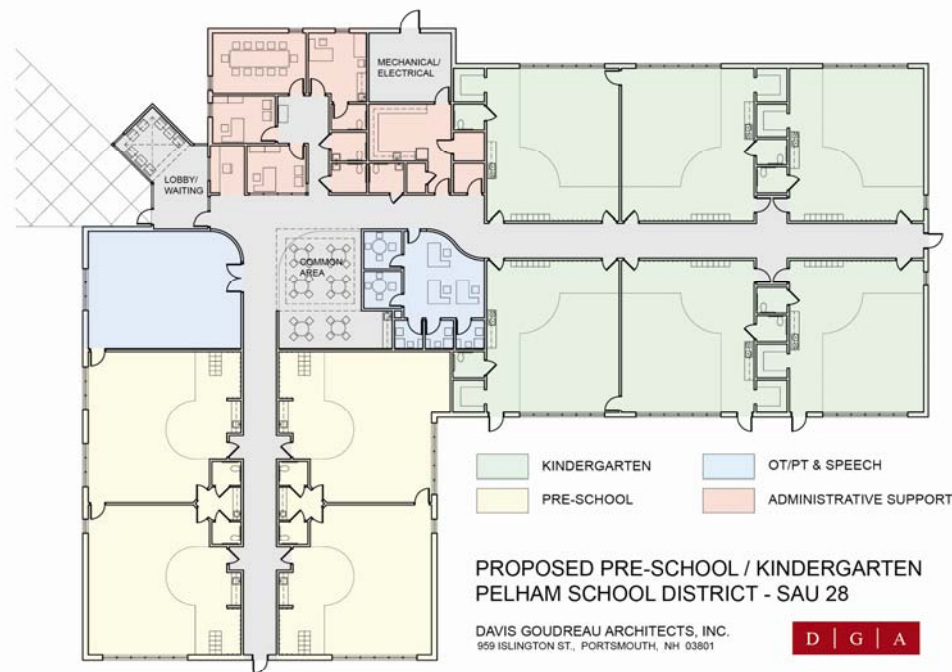 MECHANICAL/
ELECTRICAL
LOBBY/
WAITING
COMMON
AREA
KINDERGARTEN
OT/PT & SPEECH
PRE-SCHOOL
ADMINISTRATIVE SUPPORT
PROPOSED PRE-SCHOOL / KINDERGARTEN
PELHAM SCHOOL DISTRICT - SAU 28
DAVIS GOUDREAU ARCHITECTS, INC.
959 ISLINGTON ST., PORTSMOUTH, NH 03801
D | G | A